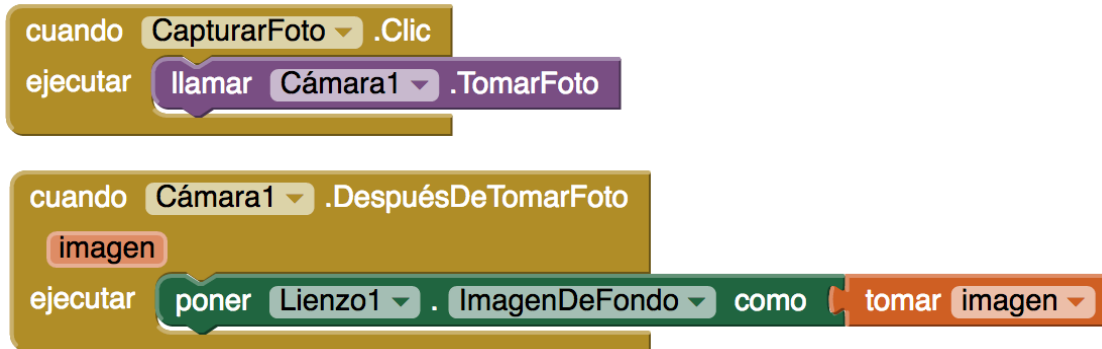 cuando CapturarFoto .Clic
ejecutar llamar Cámara1 .TomarFoto
cuando Cámara1 .DespuésDeTomarFoto
imagen
ejecutar poner Lienzo1 . ImagenDeFondo como tomar imagen